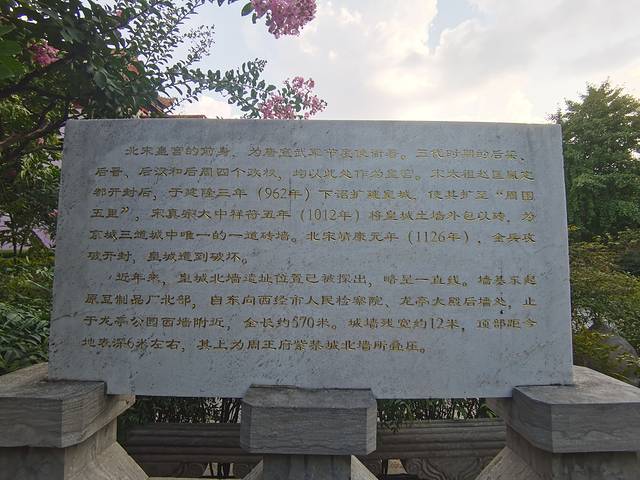 北宋皇宫的前身，为唐宣武军节度使衙署。五代时期的后梁、
后晋、后汉和后周四个政权，均以此处作为皇宫。宋太祖赵匡胤定
都开封后，于建隆三年（962年）下诏扩建皇城，使其扩至“周围
五里”，宋真宗大中祥符五年（1012年）将皇城土墙外包以砖，为
京城三道城中唯一的一道砖墙。北宋靖康元年（1126年），金兵攻
破开封，皇城遭到破坏。
近年来，皇城北墙遗址位置已被探出，略呈一直线。墙基东起
原豆制品厂北部，自东向西经市人民检察院、龙亭大殿后墙处，止
于龙亭公园西墙附近，全长约570米。城墙残宽约12米，顶部距今
地表深6米左右，其上为周王府紫禁城北墙所叠压。